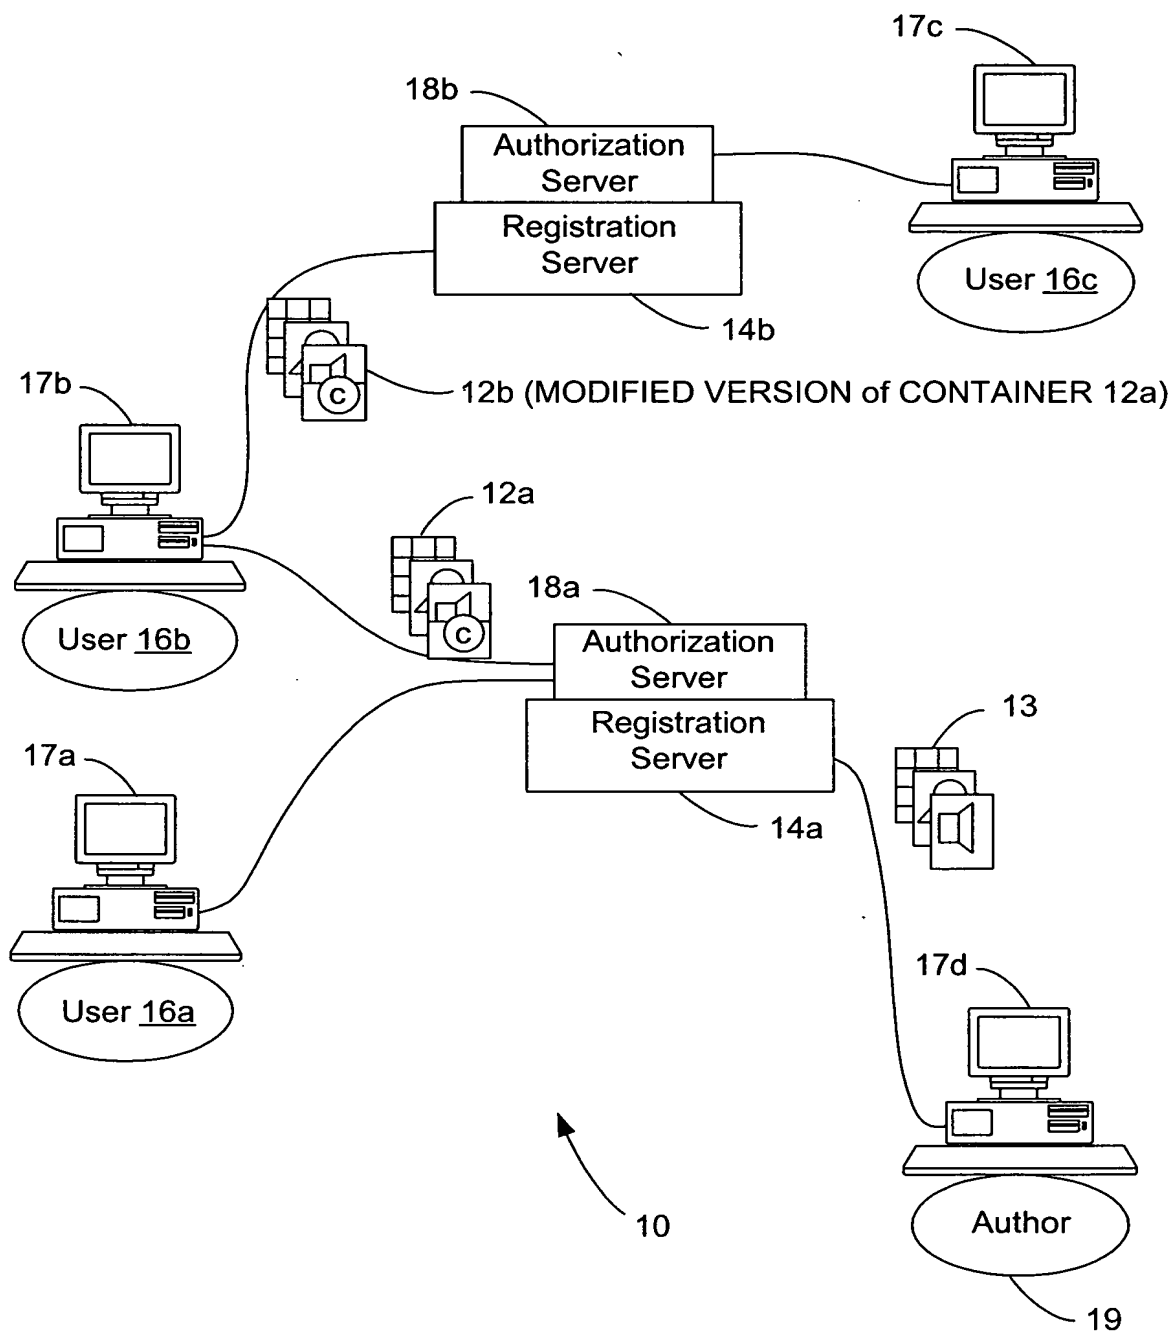 17c
18b
Authorization
Server
Registration
Server
User 16c
14b
17b
12b (MODIFIED VERSION of CONTAINER 12a)
C
12a
18a
User 16b
C
Authorization
Server
13
Registration
Server
17a
14a
17d
User 16a
10
Author
19